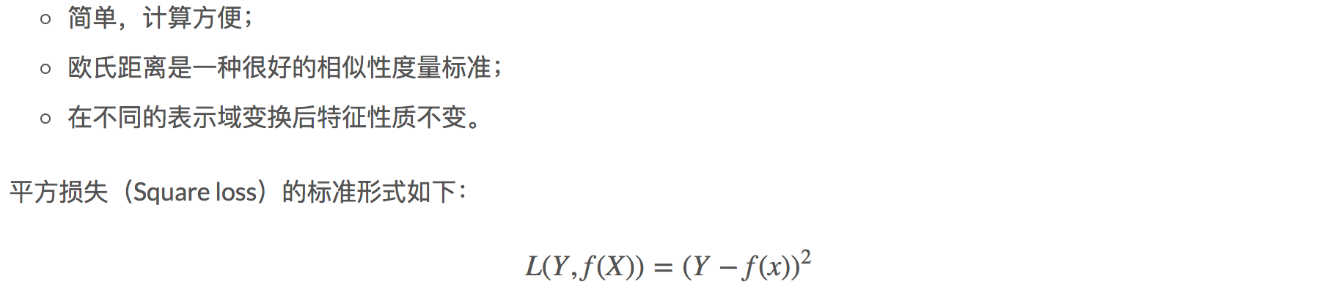 简单，计算方便；
欧氏距离是一种很好的相似性度量标准；
在不同的表示域变换后特征性质不变。
平方损失（Square loss）的标准形式如下：
L(Y, f(X)) = (Y − f(x))²